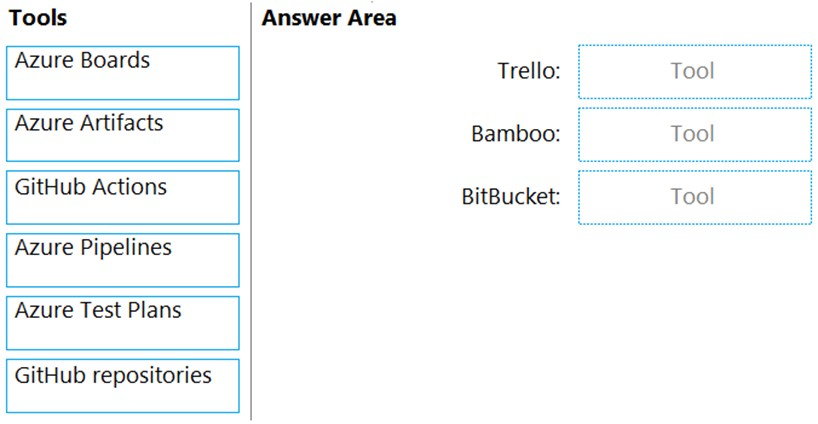 Tools
Azure Boards
Azure Artifacts
GitHub Actions
Azure Pipelines
Azure Test Plans
GitHub repositories
Answer Area
Trello: Tool
Bamboo: Tool
BitBucket: Tool